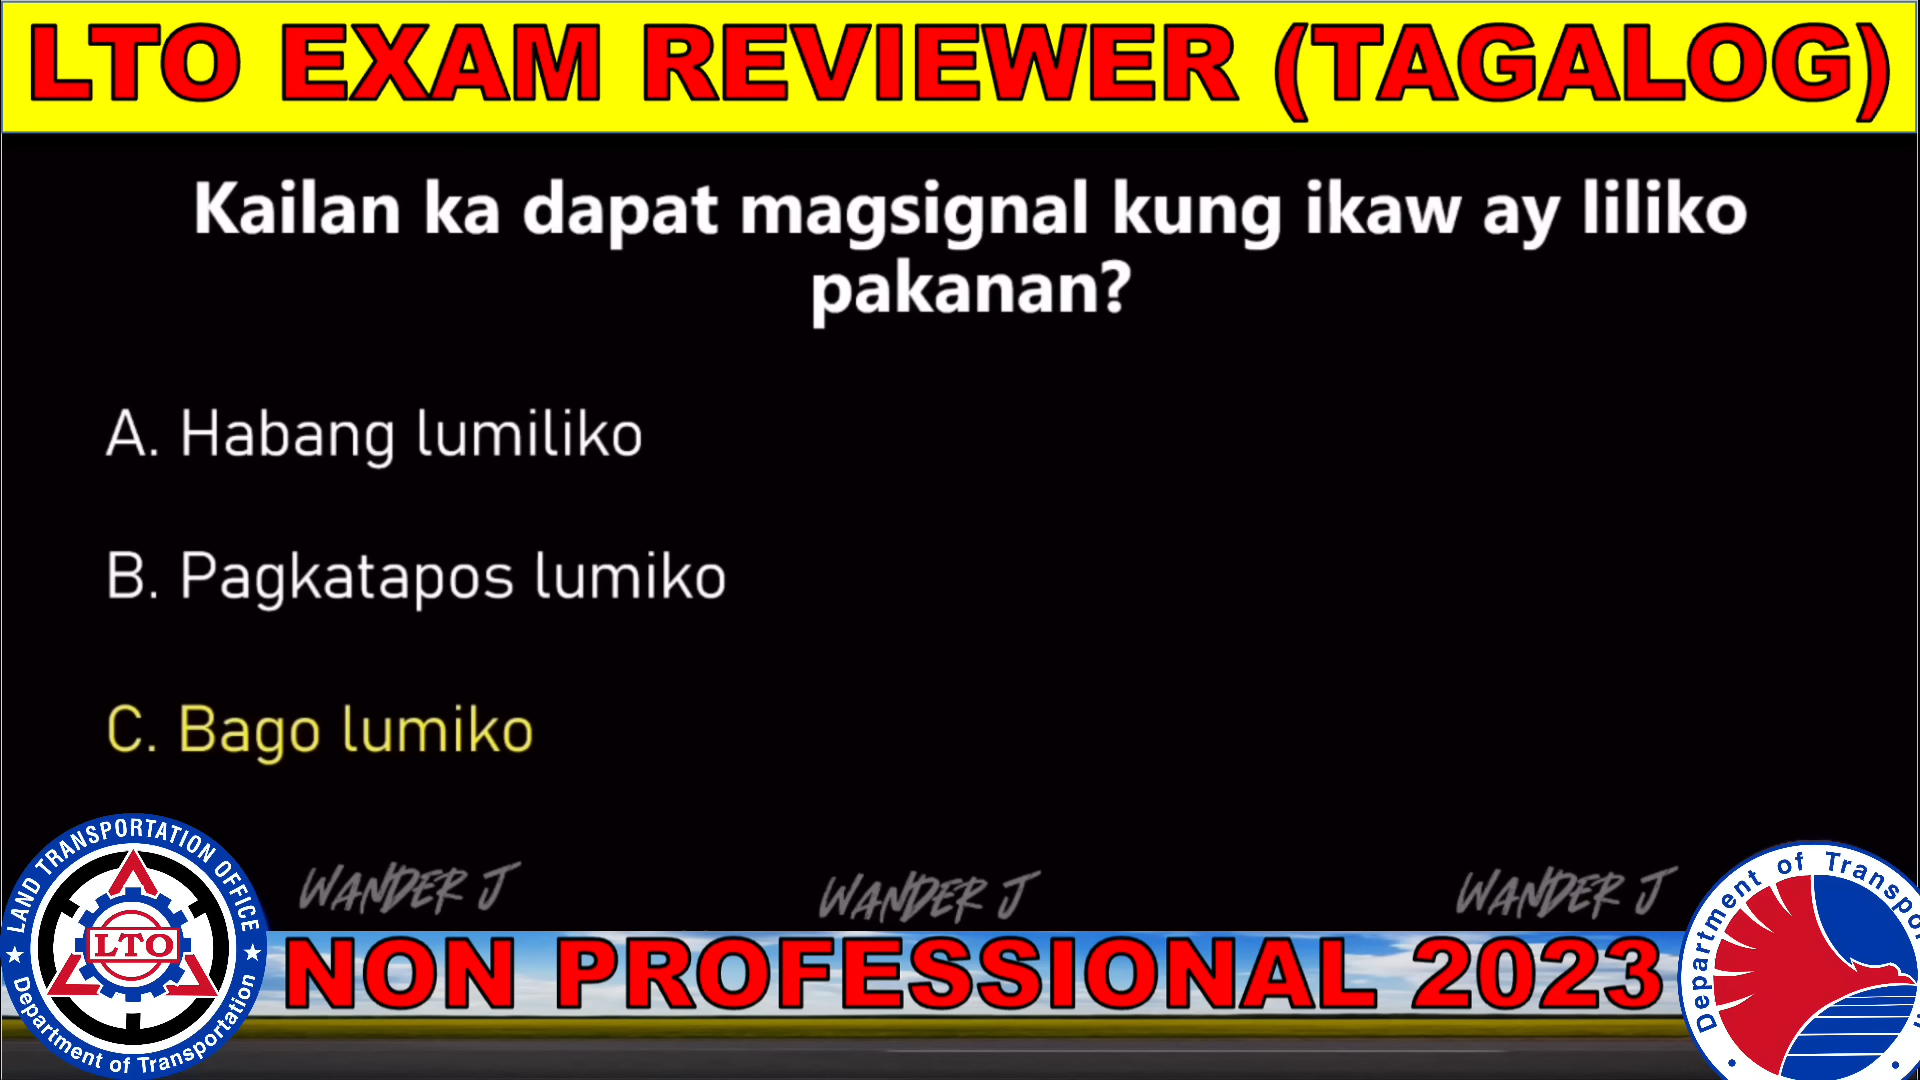 LTO EXAM REVIEWER (TAGALOG)
Kailan ka dapat magsignal kung ikaw ay liliko
pakanan?
A. Habang lumiliko
B. Pagkatapos lumiko
C. Bago lumiko
WANDER J WANDER J WANDER J
LAND TRANSPORTATION OFFICE
LTO
Department of Transportation
NON PROFESSIONAL 2023
Department of Transpor